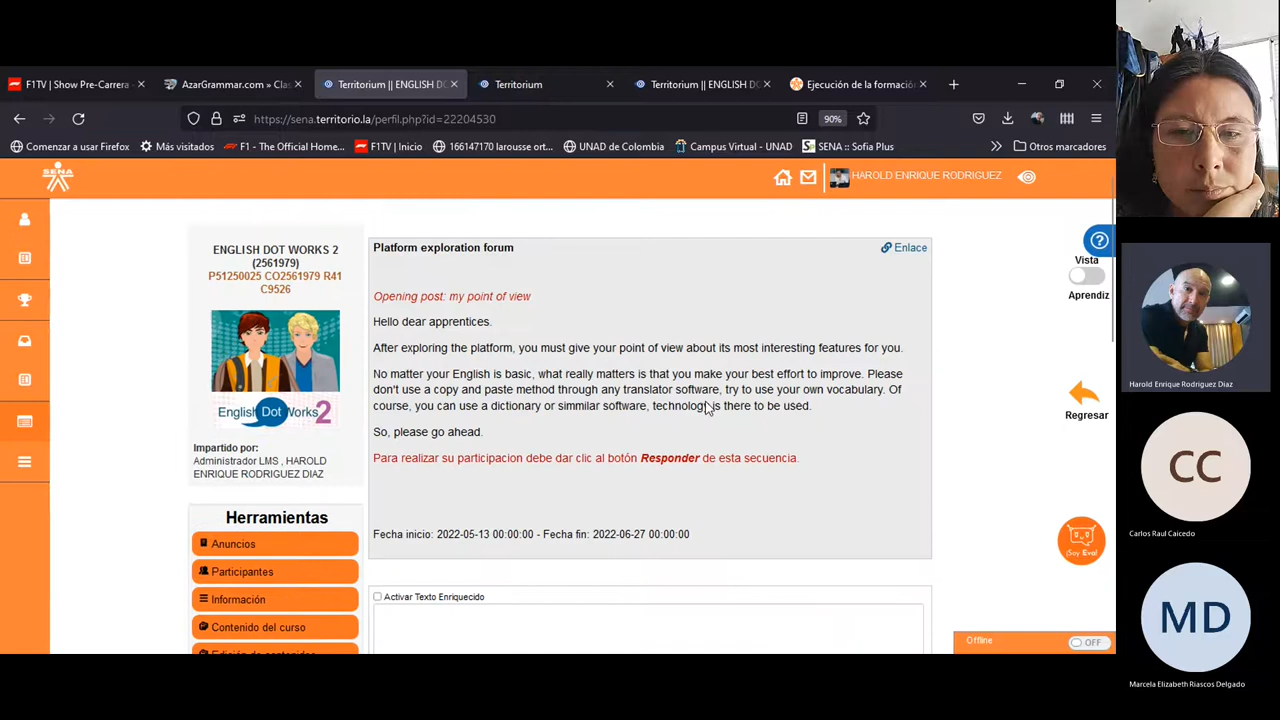 F1TV | Show Pre-Carrera -
AzarGrammar.com » Clas
Territorium || ENGLISH DO
Territorium
Territorium || ENGLISH DO
Ejecución de la formación
https://sena.territorio.la/perfil.php?id=22204530
90%
Comenzar a usar Firefox
Más visitados
F1 - The Official Home...
F1TV | Inicio
166147170 larousse ort...
UNAD de Colombia
Campus Virtual - UNAD
SENA :: Sofia Plus
Otros marcadores
SENA
HAROLD ENRIQUE RODRIGUEZ
ENGLISH DOT WORKS 2
(2561979)
P51250025 CO2561979 R41
C9526
English Dot Works 2
Impartido por:
Administrador LMS , HAROLD
ENRIQUE RODRIGUEZ DIAZ
Herramientas
Anuncios
Participantes
Información
Contenido del curso
Platform exploration forum
Enlace
Opening post: my point of view
Hello dear apprentices.
After exploring the platform, you must give your point of view about its most interesting features for you.
No matter your English is basic, what really matters is that you make your best effort to improve. Please
don't use a copy and paste method through any translator software, try to use your own vocabulary. Of
course, you can use a dictionary or simmilar software, technology is there to be used.
So, please go ahead.
Para realizar su participacion debe dar clic al botón Responder de esta secuencia.
Fecha inicio: 2022-05-13 00:00:00 - Fecha fin: 2022-06-27 00:00:00
Activar Texto Enriquecido
Vista
Aprendiz
Regresar
¡Soy Eva!
Offline
OFF
Harold Enrique Rodriguez Diaz
CC
Carlos Raul Caicedo
MD
Marcela Elizabeth Riascos Delgado